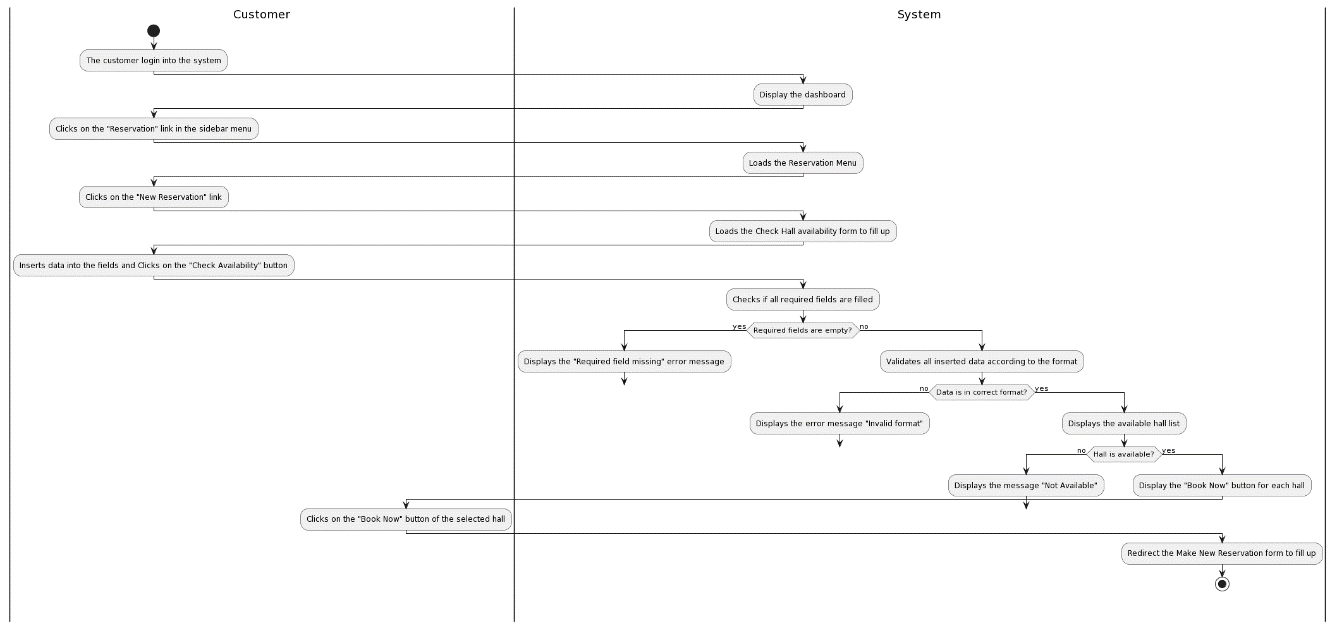 Customer
System
The customer login into the system
Display the dashboard
Clicks on the "Reservation" link in the sidebar menu
Loads the Reservation Menu
Clicks on the "New Reservation" link
Loads the Check Hall availability form to fill up
Inserts data into the fields and Clicks on the "Check Availability" button
Checks if all required fields are filled
yes
Required fields are empty?
no
Displays the "Required field missing" error message
Validates all inserted data according to the format
no
Data is in correct format?
yes
Displays the error message "Invalid format"
Displays the available hall list
no
Hall is available?
yes
Displays the message "Not Available"
Display the "Book Now" button for each hall
Clicks on the "Book Now" button of the selected hall
Redirect the Make New Reservation form to fill up